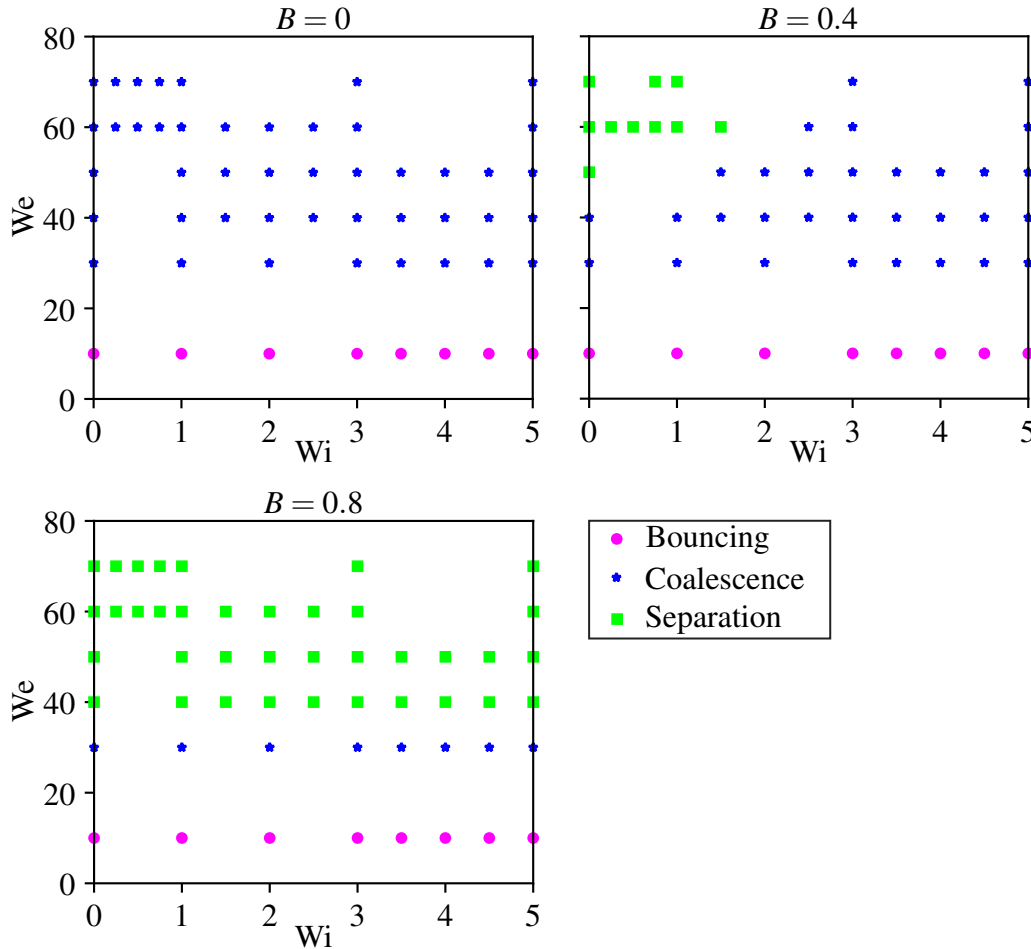 B = 0
80
60
40
20
0
We
0 1 2 3 4 5
Wi
B = 0.4
0 1 2 3 4 5
Wi
B = 0.8
80
60
40
20
0
We
0 1 2 3 4 5
Wi
Bouncing
Coalescence
Separation